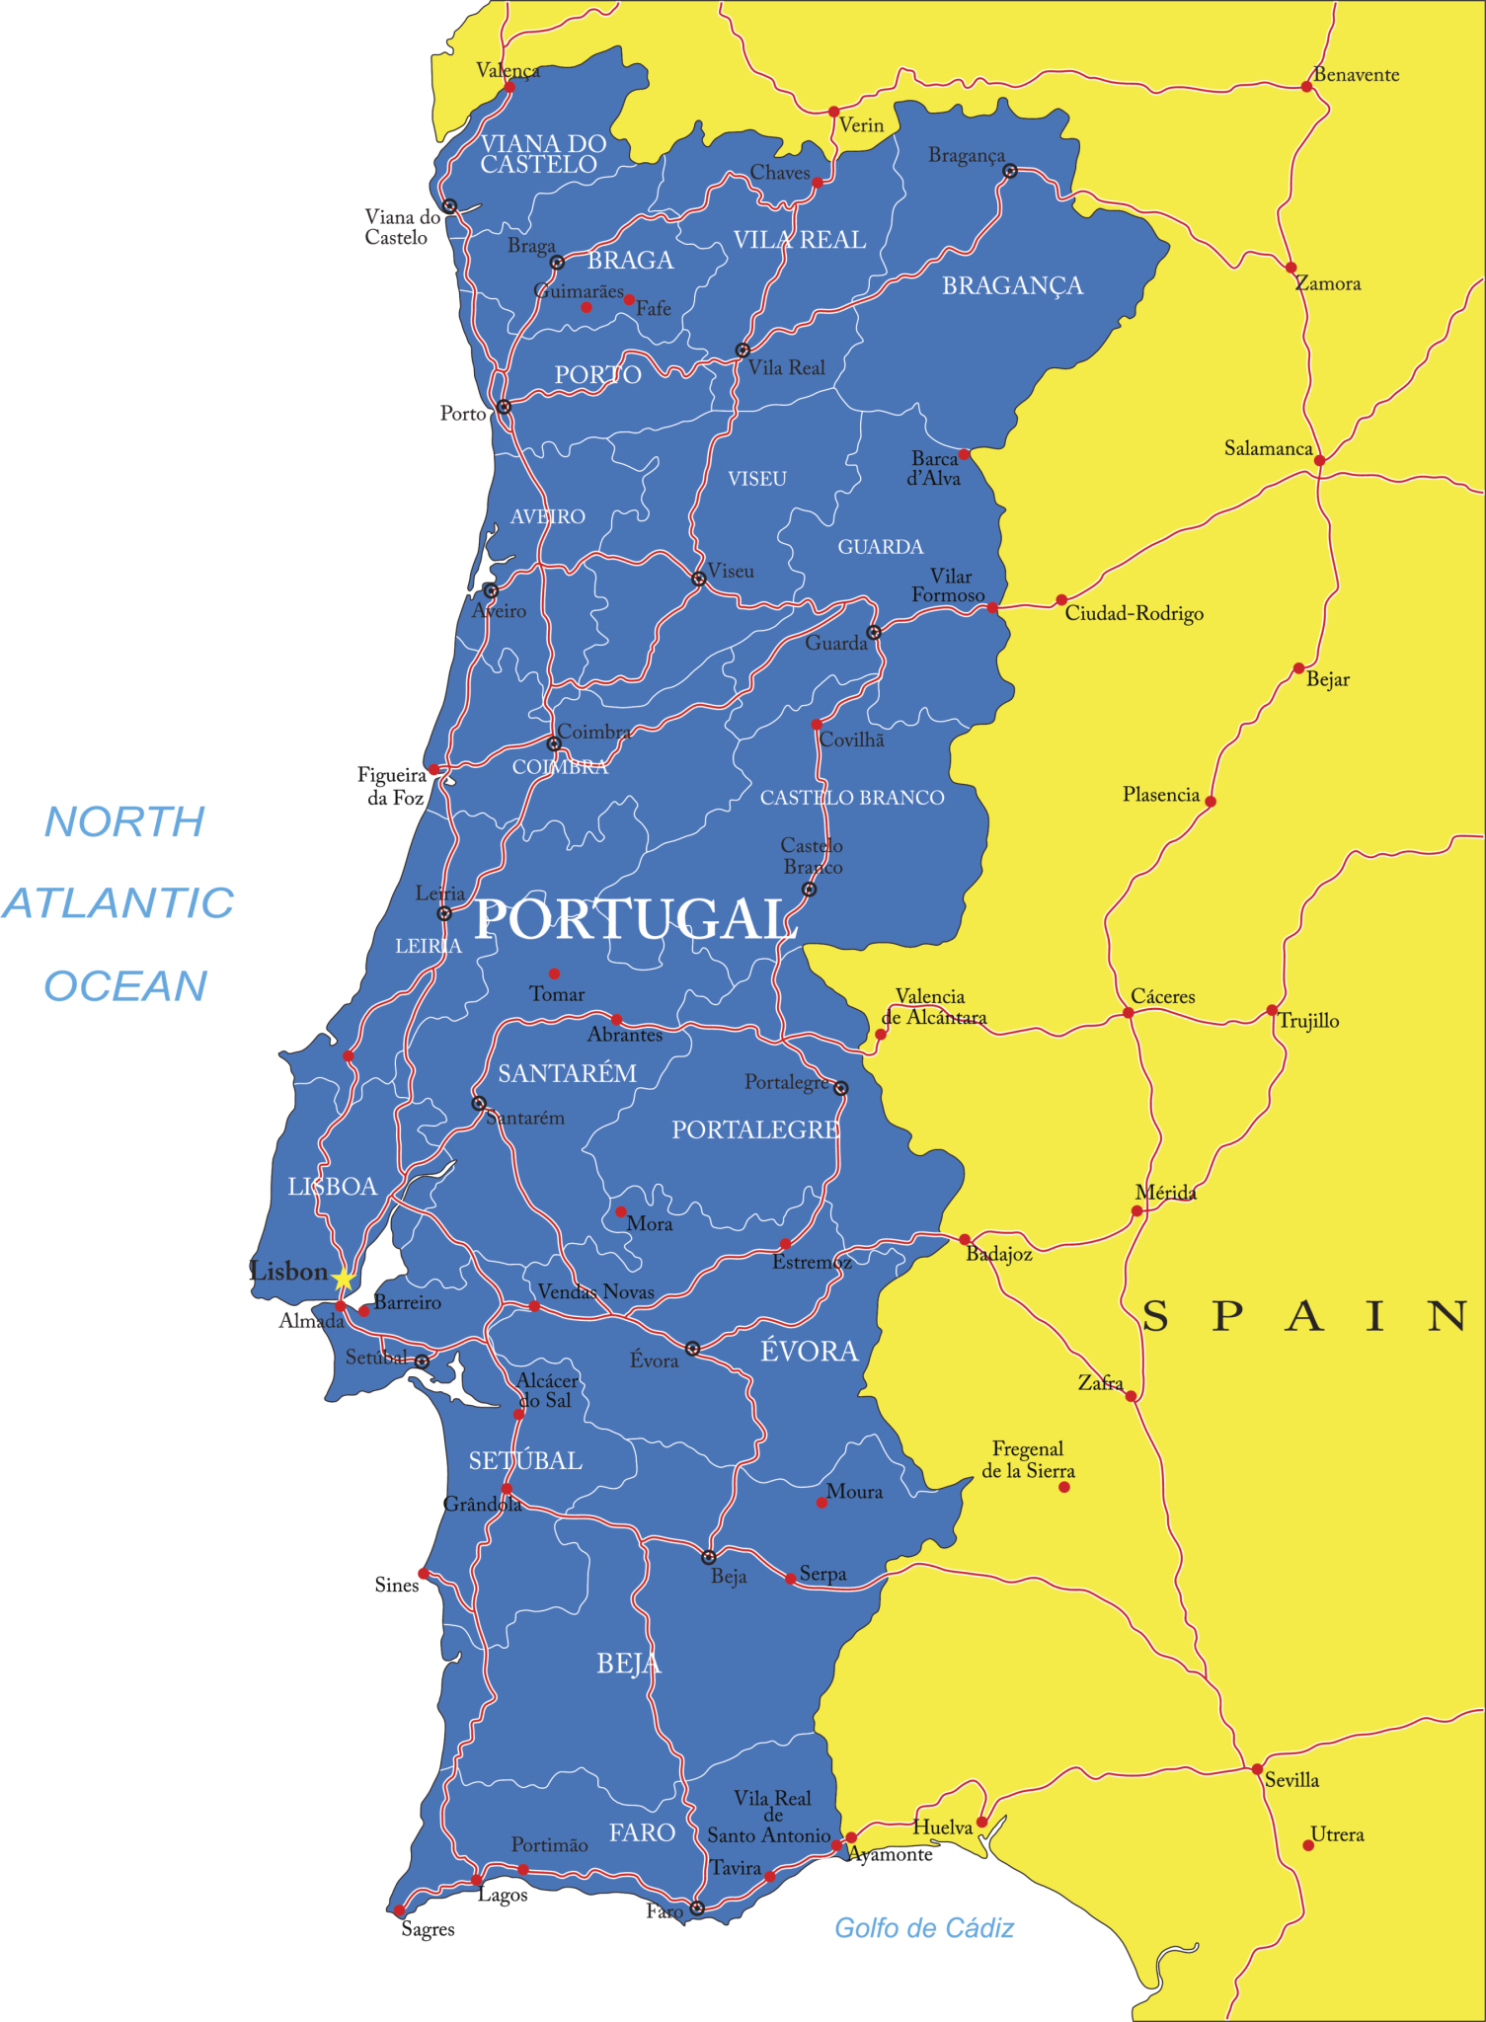 Valença
Benavente
Verin
VIANA DO
CASTELO
Bragança
Chaves
Viana do
Castelo
Braga
VILA REAL
BRAGA
BRAGANÇA
Zamora
Guimarães
Fafe
Vila Real
PORTO
Porto
Salamanca
Barca
d'Alva
VISEU
AVEIRO
GUARDA
Viseu
Vilar
Formoso
Aveiro
Ciudad-Rodrigo
Guarda
Bejar
Coimbra
Covilhã
COIMBRA
Figueira
da Foz
CASTELO BRANCO
Plasencia
NORTH
ATLANTIC
OCEAN
Castelo
Branco
Leiria
PORTUGAL
LEIRIA
Tomar
Valencia
de Alcántara
Cáceres
Trujillo
Abrantes
SANTARÉM
Portalegre
Santarém
PORTALEGRE
LISBOA
Mérida
Mora
Badajoz
Estremoz
Lisbon
Vendas Novas
Barreiro
Almada
SPAIN
Setúbal
Évora
ÉVORA
Alcácer
do Sal
Zafra
Fregenal
de la Sierra
SETÚBAL
Moura
Grândola
Sines
Beja
Serpa
BEJA
Sevilla
Vila Real
de
Santo Antonio
Huelva
FARO
Utrera
Portimão
Ayamonte
Tavira
Lagos
Faro
Sagres
Golfo de Cádiz